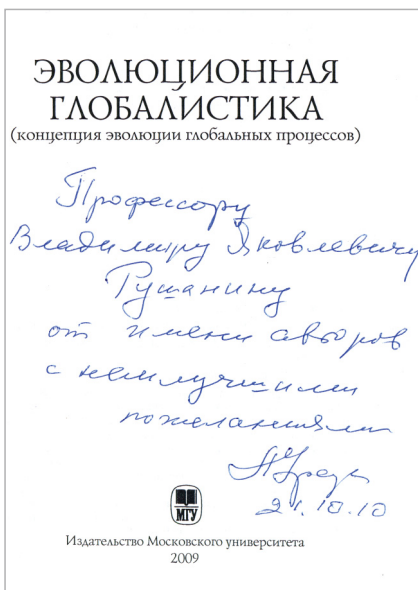 ЭВОЛЮЦИОННАЯ
ГЛОБАЛИСТИКА
(концепция эволюции глобальных процессов)
Профессору
Владимиру Яковлевичу
Рушанину
от имени авторов
с наилучшими
пожеланиями
21.10.10
МГУ
Издательство Московского университета
2009